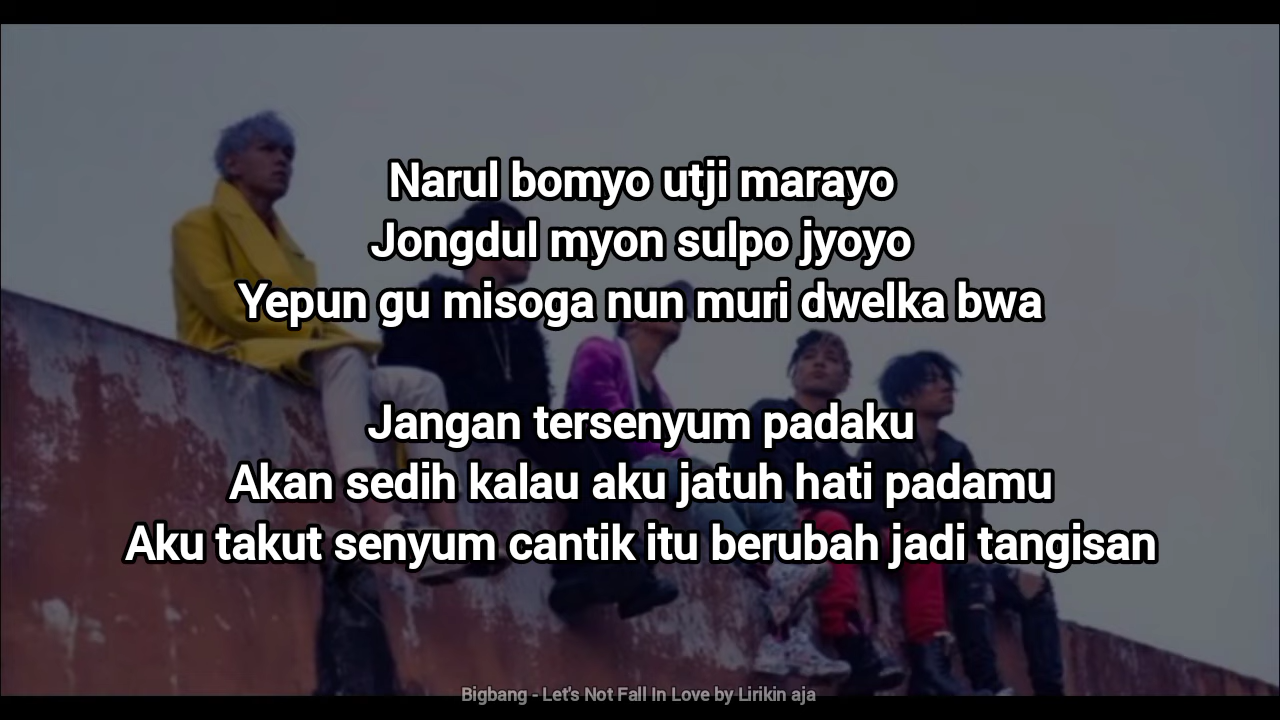 Narul bomyo utji marayo
Jongdul myon sulpo jyoyo
Yepun gu misoga nun muri dwelka bwa
Jangan tersenyum padaku
Akan sedih kalau aku jatuh hati padamu
Aku takut senyum cantik itu berubah jadi tangisan
Bigbang - Let's Not Fall In Love by Lirikin aja